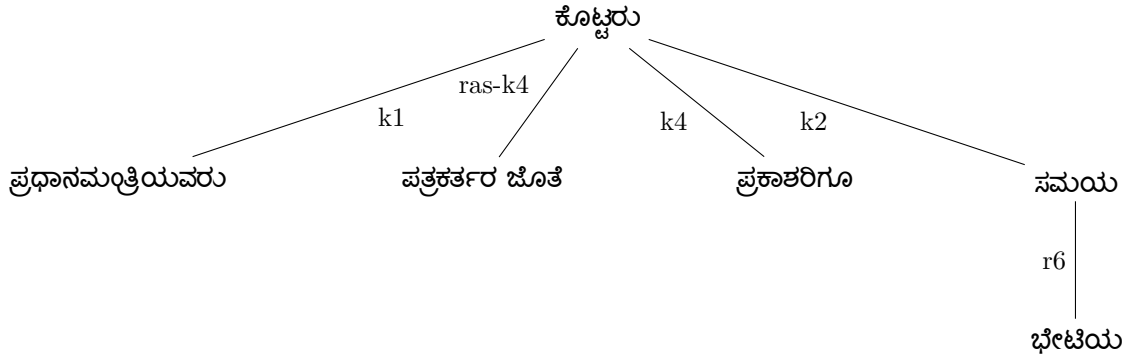 ಕೊಟ್ಟರು
ras-k4
k1 k4 k2
ಪ್ರಧಾನಮಂತ್ರಿಯವರು ಪತ್ರಕರ್ತರ ಜೊತೆ ಪ್ರಕಾಶರಿಗೂ ಸಮಯ
r6
ಭೇಟಿಯ